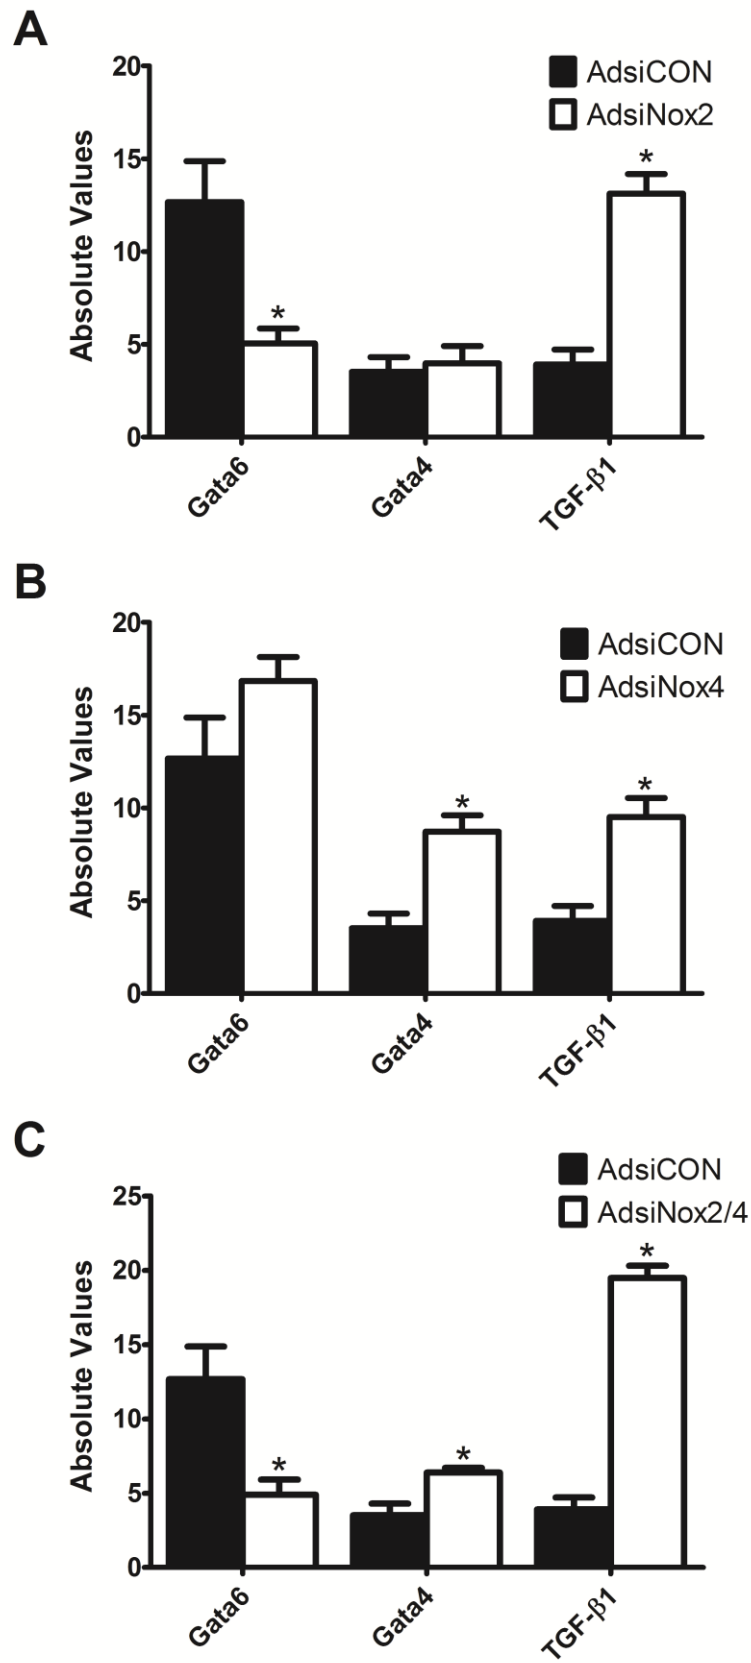 A
AdsiCON
AdsiNox2
Absolute Values
20
15
10
5
0
*
*
Gata6
Gata4
TGF-β1
B
AdsiCON
AdsiNox4
Absolute Values
20
15
10
5
0
*
*
Gata6
Gata4
TGF-β1
C
AdsiCON
AdsiNox2/4
Absolute Values
25
20
15
10
5
0
*
*
*
Gata6
Gata4
TGF-β1